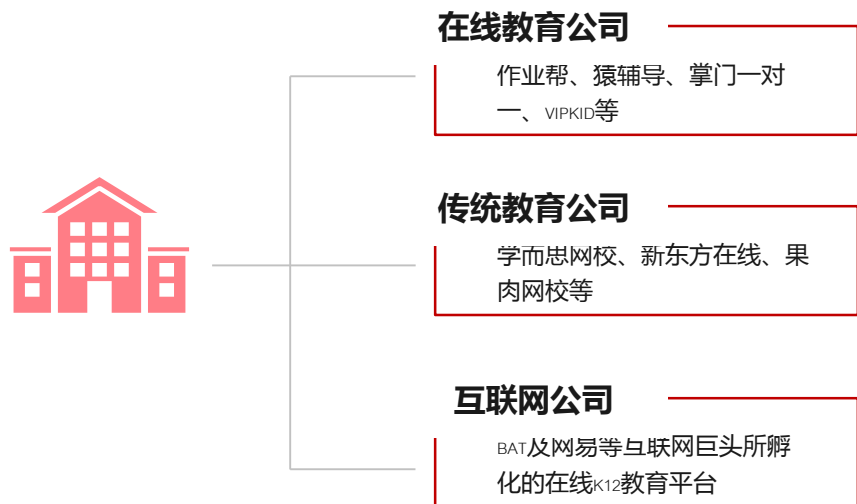 在线教育公司
作业帮、猿辅导、掌门一对
一、VIPKID等
传统教育公司
学而思网校、新东方在线、果
肉网校等
互联网公司
BAT及网易等互联网巨头所孵
化的在线K12教育平台